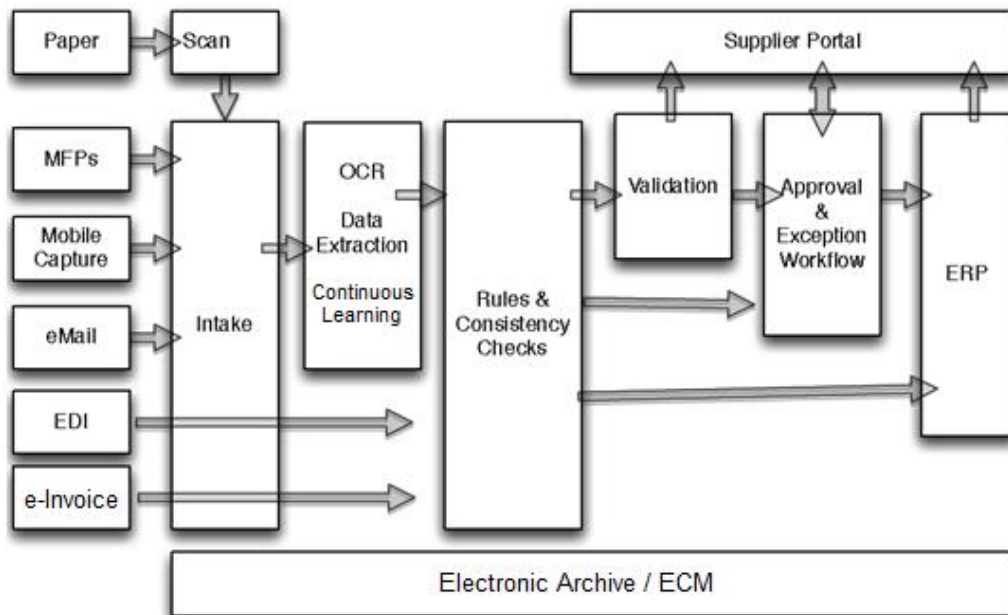 Paper
Scan
Supplier Portal
MFPs
Mobile
Capture
eMail
EDI
e-Invoice
Intake
OCR
Data
Extraction
Continuous
Learning
Rules &
Consistency
Checks
Validation
Approval
&
Exception
Workflow
ERP
Electronic Archive / ECM